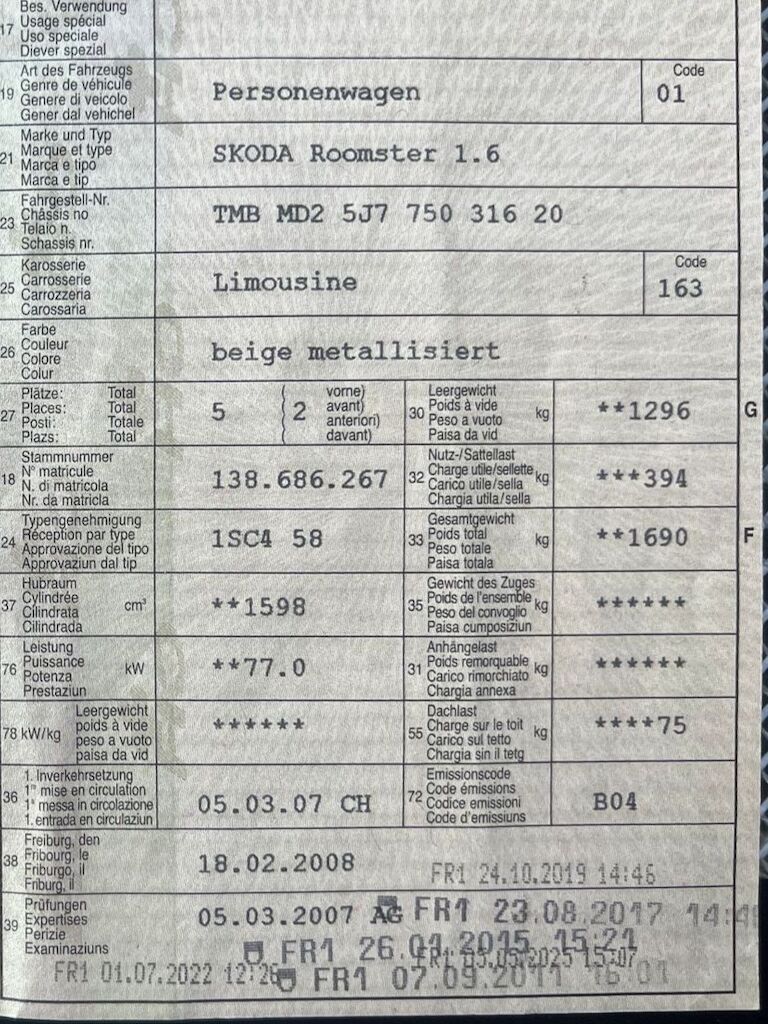 17 Bes. Verwendung
Usage spécial
Uso speciale
Diever spezial
19 Art des Fahrzeugs
Genre de véhicule
Genere di veicolo
Gener dal vehichel
Personenwagen
Code
01
21 Marke und Typ
Marque et type
Marca e tipo
Marca e tip
SKODA Roomster 1.6
23 Fahrgestell-Nr.
Châssis no
Telaio n.
Schassis nr.
TMB MD2 5J7 750 316 20
25 Karosserie
Carrosserie
Carrozzeria
Carossaria
Limousine
Code
163
26 Farbe
Couleur
Colore
Colur
beige metallisiert
27 Plätze: Total
Places: Total
Posti: Totale
Plazs: Total
5 ( 2 vorne)
( avant)
( anteriori)
( davant)
30 Leergewicht
Poids à vide
Peso a vuoto
Paisa da vid
kg
**1296
G
18 Stammnummer
N° matricule
N. di matricola
Nr. da matricla
138.686.267
32 Nutz-/Sattellast
Charge utile/sellette
Carico utile/sella
Chargia utila/sella
kg
***394
24 Typengenehmigung
Réception par type
Approvazione del tipo
Approvaziun dal tip
1SC4 58
33 Gesamtgewicht
Poids total
Peso totale
Paisa totala
kg
**1690
F
37 Hubraum
Cylindrée
Cilindrata
Cilindrada
cm³
**1598
35 Gewicht des Zuges
Poids de l'ensemble
Peso del convoglio
Paisa cumposiziun
kg
******
76 Leistung
Puissance
Potenza
Prestaziun
kW
**77.0
31 Anhängelast
Poids remorquable
Carico rimorchiato
Chargia annexa
kg
******
78 kW/kg
Leergewicht
poids à vide
peso a vuoto
paisa da vid
******
55 Dachlast
Charge sur le toit
Carico sul tetto
Chargia sin il tetg
kg
****75
36 1. Inverkehrsetzung
1re mise en circulation
1a messa in circolazione
1. entrada en circulaziun
05.03.07 CH
72 Emissionscode
Code émissions
Codice emissioni
Code d'emissiuns
B04
38 Freiburg, den
Fribourg, le
Friburgo, il
Friburg, il
18.02.2008
FR1 24.10.2019 14:46
39 Prüfungen
Expertises
Perizie
Examinaziuns
05.03.2007 AG FR1 23.08.2017
FR1 26.01.2015 15:21
FR1 01.07.2022 12:26
FR1 07.09.2011 16:01